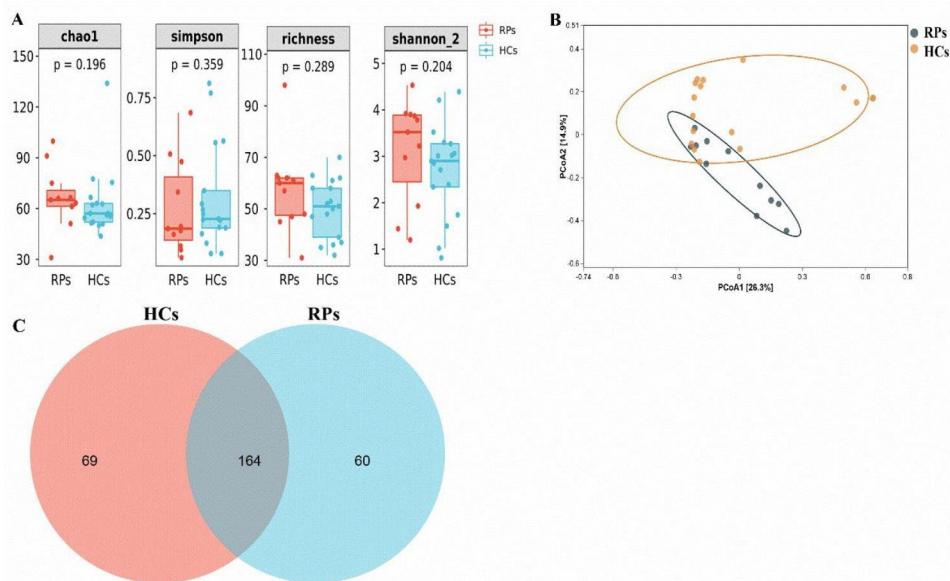 A
chao1
simpson
richness
shannon_2
RPs
HCs
p = 0.196
p = 0.359
p = 0.289
p = 0.204
150
120
90
60
30
0.75
0.50
0.25
110
90
70
50
30
5
4
3
2
1
RPs HCs
RPs HCs
RPs HCs
RPs HCs
B
RPs
HCs
0.51
0.4
0.2
0
-0.2
-0.4
-0.6
PCoA2 [14.9%]
-0.74
-0.6
-0.3
0
0.3
0.6
0.8
PCoA1 [26.3%]
C
HCs
RPs
69
164
60